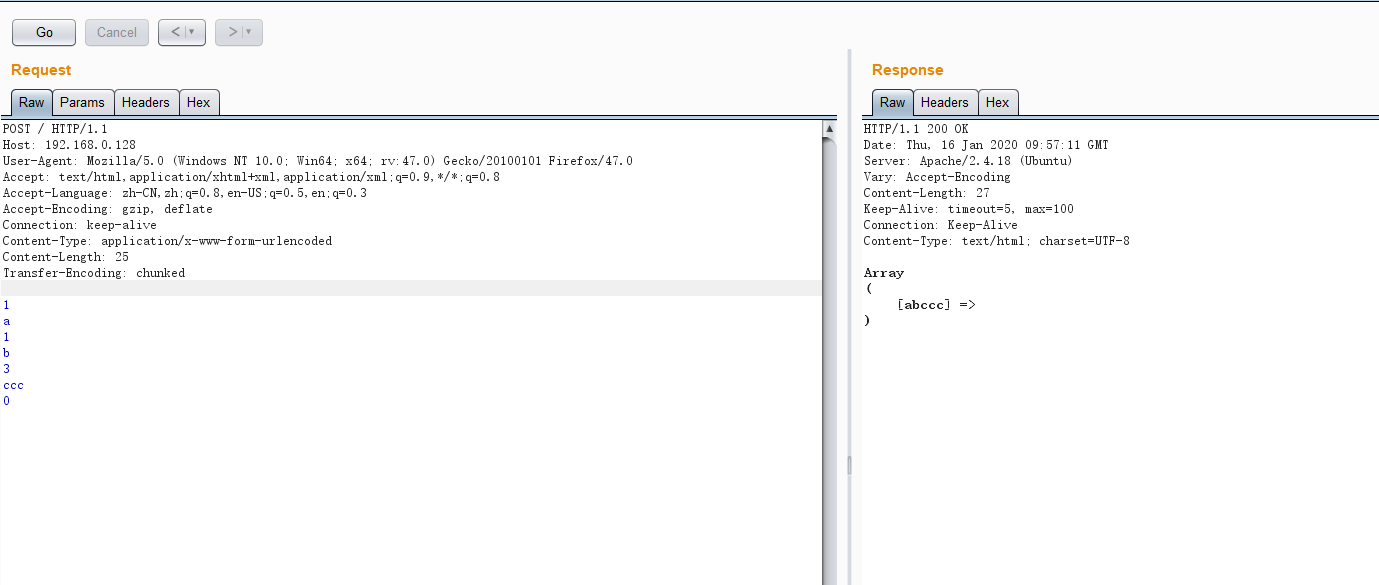 Go Cancel < ▼ > ▼
Request
Raw Params Headers Hex
POST / HTTP/1.1
Host: 192.168.0.128
User-Agent: Mozilla/5.0 (Windows NT 10.0; Win64; x64; rv:47.0) Gecko/20100101 Firefox/47.0
Accept: text/html,application/xhtml+xml,application/xml;q=0.9,*/*;q=0.8
Accept-Language: zh-CN,zh;q=0.8,en-US;q=0.5,en;q=0.3
Accept-Encoding: gzip, deflate
Connection: keep-alive
Content-Type: application/x-www-form-urlencoded
Content-Length: 25
Transfer-Encoding: chunked
1
a
1
b
3
ccc
0
Response
Raw Headers Hex
HTTP/1.1 200 OK
Date: Thu, 16 Jan 2020 09:57:11 GMT
Server: Apache/2.4.18 (Ubuntu)
Vary: Accept-Encoding
Content-Length: 27
Keep-Alive: timeout=5, max=100
Connection: Keep-Alive
Content-Type: text/html; charset=UTF-8
Array
(
[abccc] =>
)